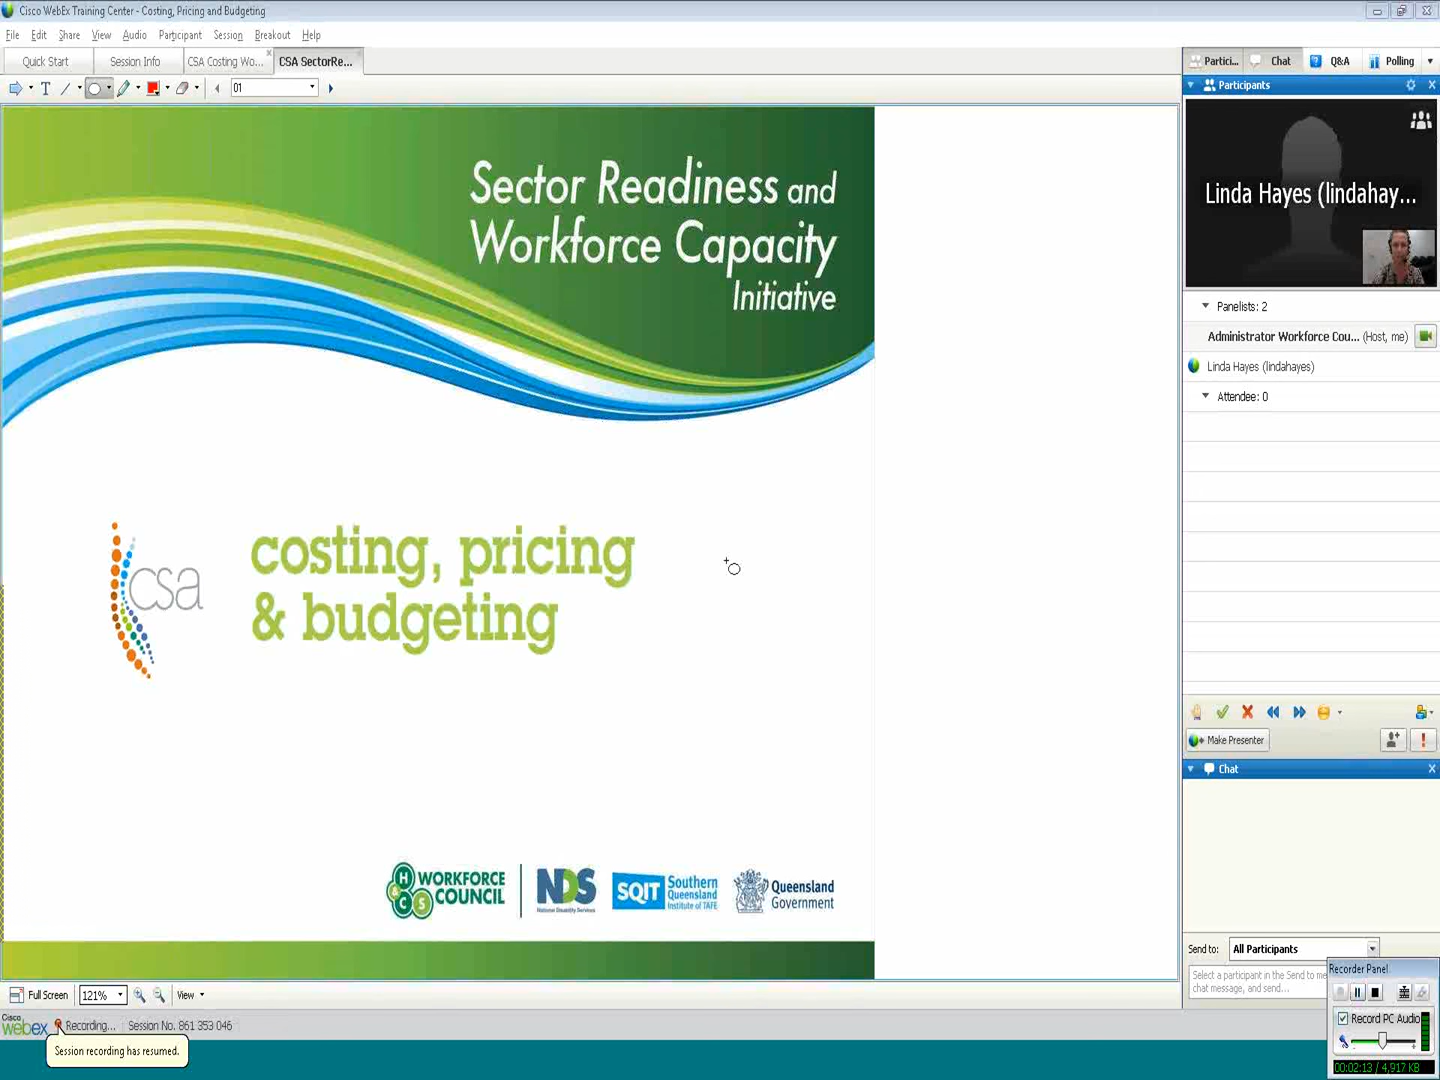 Cisco WebEx Training Center - Costing, Pricing and Budgeting
File Edit Share View Audio Participant Session Breakout Help
Quick Start Session Info CSA Costing Wo... CSA SectorRe...
Partici... Chat Q&A Polling
T 01
Participants
Sector Readiness and
Workforce Capacity
Initiative
Linda Hayes (lindahay...
Panelists: 2
Administrator Workforce Cou... (Host, me)
Linda Hayes (lindahayes)
Attendee: 0
csa
costing, pricing
& budgeting
Make Presenter
Chat
H & C S WORKFORCE
COUNCIL
NDS
National Disability Services
SQIT Southern
Queensland
Institute of TAFE
Queensland
Government
Send to: All Participants
Select a participant in the Send to me
chat message, and send...
Recorder Panel
Record PC Audio
00:02:13 / 4,917 KB
Full Screen 121% View
Cisco
webex Recording... Session No. 861 353 046
Session recording has resumed.